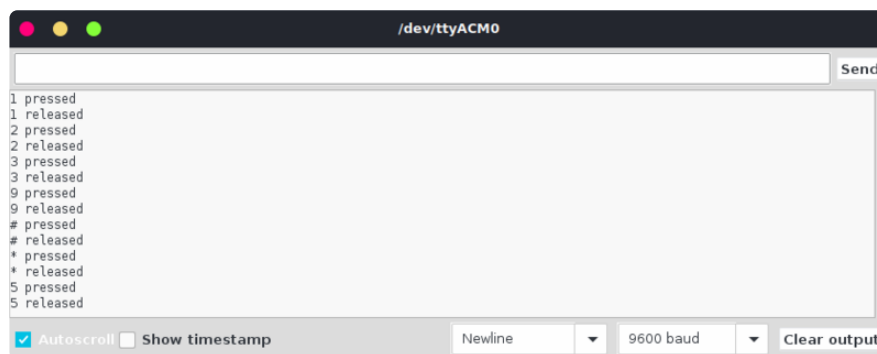 /dev/ttyACM0
Send
1 pressed
1 released
2 pressed
2 released
3 pressed
3 released
9 pressed
9 released
# pressed
# released
* pressed
* released
5 pressed
5 released
Autoscroll Show timestamp Newline 9600 baud Clear output